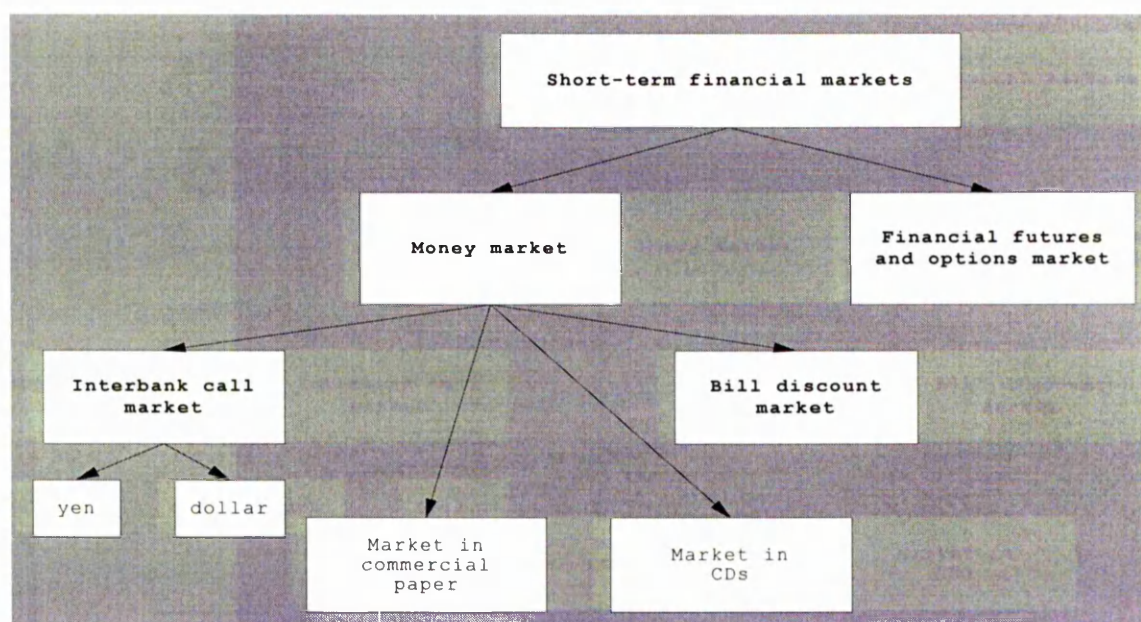 Short-term financial markets
Money market
Financial futures
and options market
Interbank call
market
Bill discount
market
yen
dollar
Market in
commercial
paper
Market in
CDs